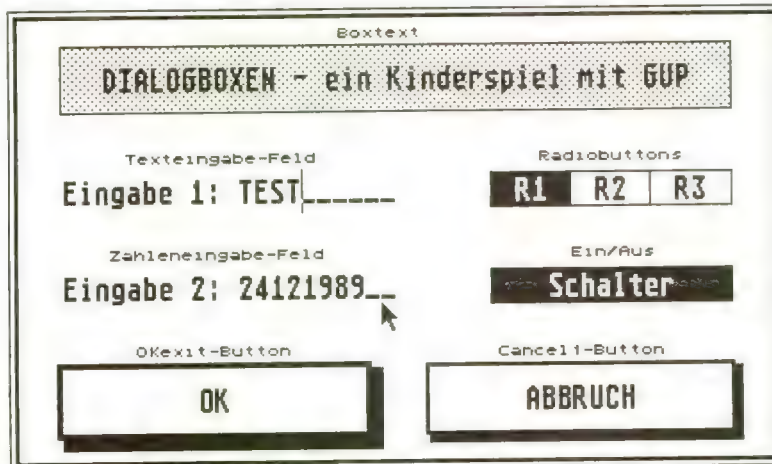 Boxtext
DIALOGBOXEN - ein Kinderspiel mit GUP
Texteingabe-Feld
Radiobuttons
Eingabe 1: TEST______
R1 R2 R3
Zahleneingabe-Feld
Ein/Aus
Eingabe 2: 24121989__
Schalter
OKexit-Button
Canceli-Button
OK
ABBRUCH